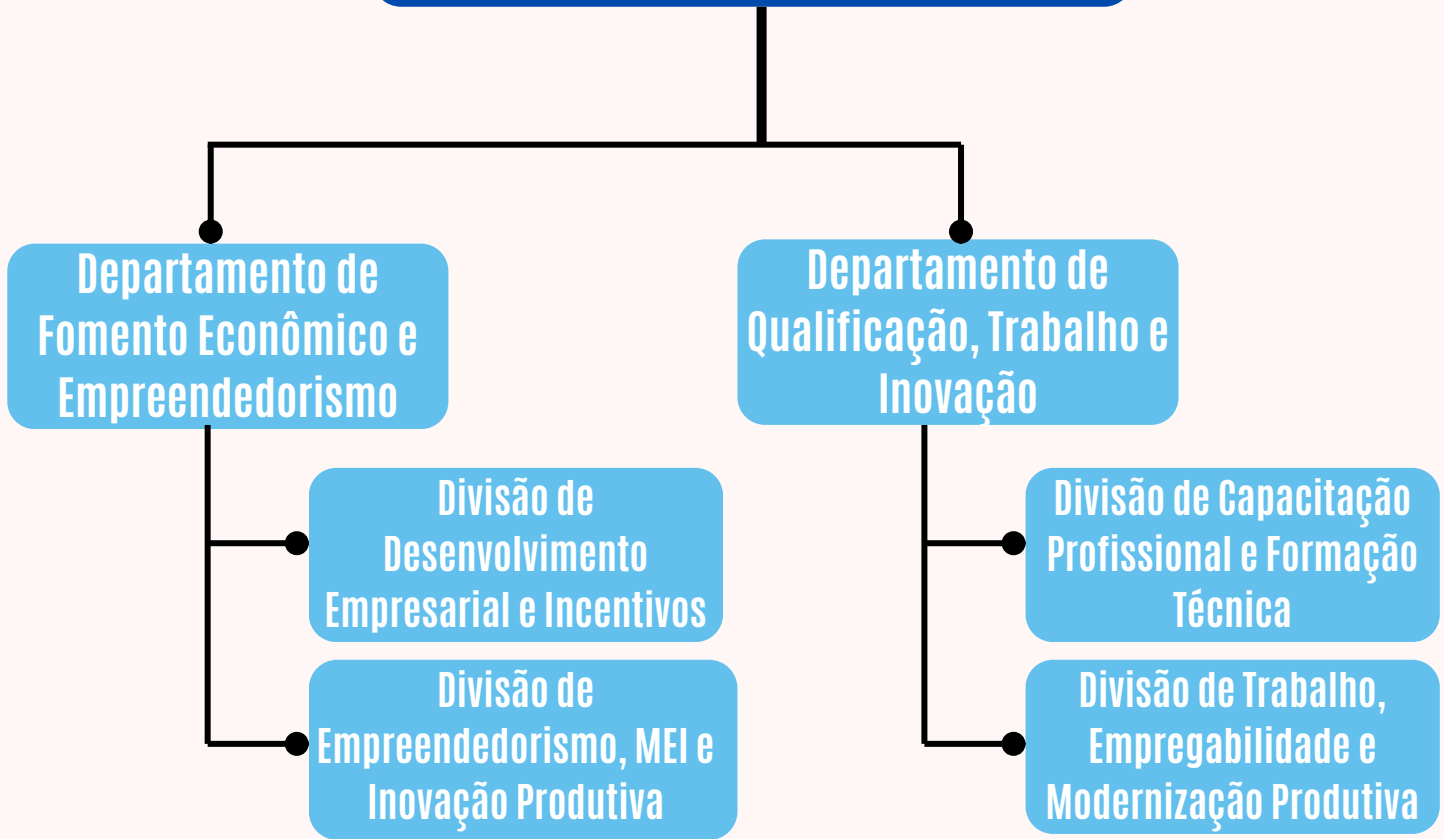 Departamento de
Fomento Econômico e
Empreendedorismo
Departamento de
Qualificação, Trabalho e
Inovação
Divisão de
Desenvolvimento
Empresarial e Incentivos
Divisão de
Empreendedorismo, MEI e
Inovação Produtiva
Divisão de Capacitação
Profissional e Formação
Técnica
Divisão de Trabalho,
Empregabilidade e
Modernização Produtiva